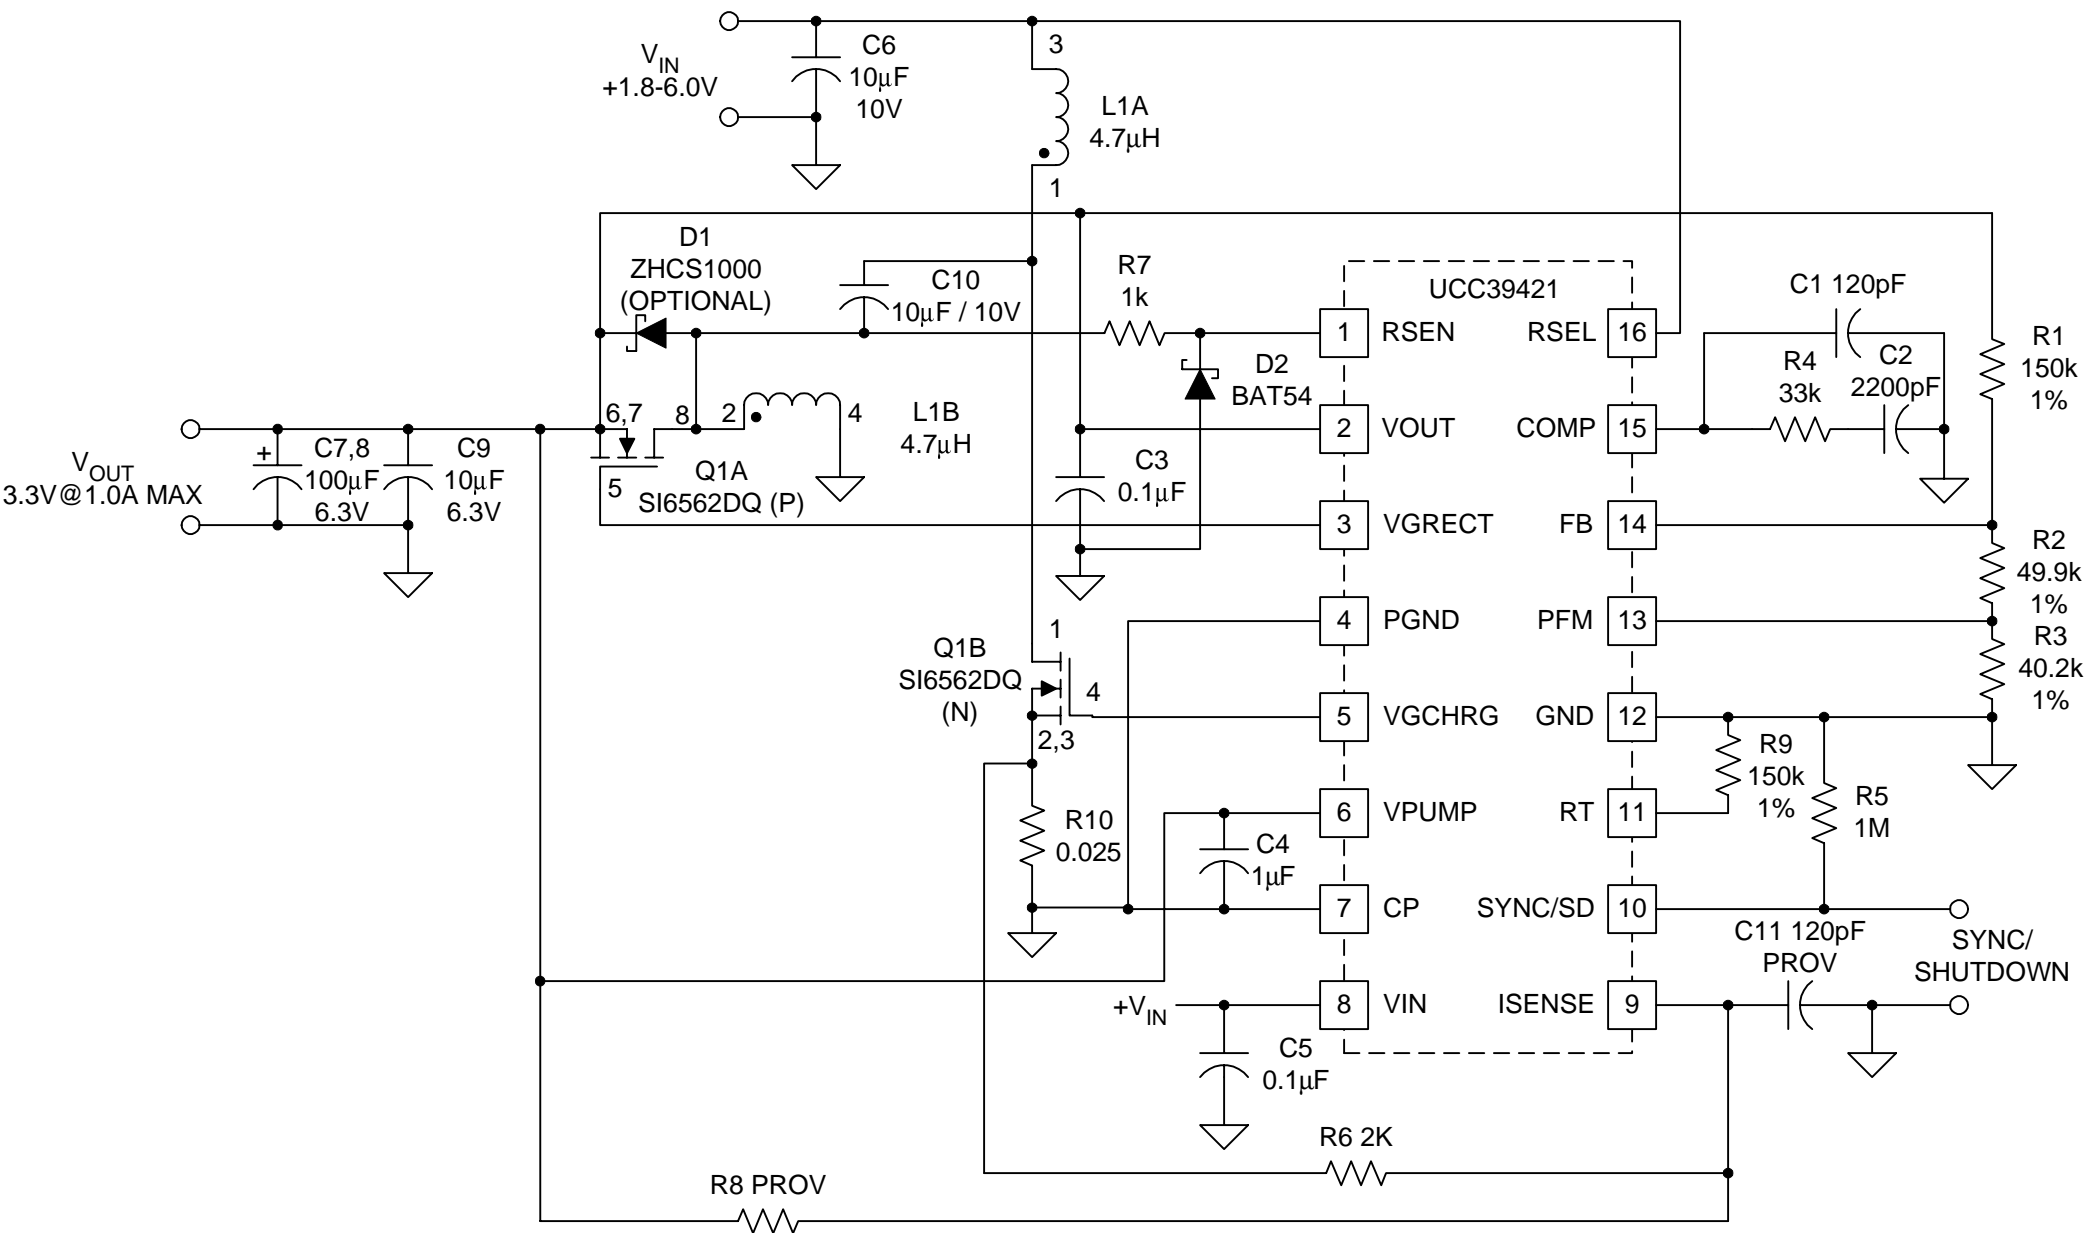 V_IN
+1.8-6.0V
C6
10µF
10V
3
L1A
4.7µH
1
D1
ZHCS1000
(OPTIONAL)
C10
10µF / 10V
R7
1k
UCC39421
1 RSEN
RSEL 16
C1 120pF
R4
33k
C2
2200pF
R1
150k
1%
D2
BAT54
6,7
8
2
4
L1B
4.7µH
2 VOUT
COMP 15
V_OUT
3.3V@1.0A MAX
+
C7,8
100µF
6.3V
C9
10µF
6.3V
5
Q1A
SI6562DQ (P)
C3
0.1µF
3 VGRECT
FB 14
R2
49.9k
1%
4 PGND
PFM 13
R3
40.2k
1%
1
Q1B
SI6562DQ
(N)
4
2,3
5 VGCHRG
GND 12
R9
150k
1%
R5
1M
R10
0.025
6 VPUMP
RT 11
C4
1µF
7 CP
SYNC/SD 10
C11 120pF
PROV
SYNC/
SHUTDOWN
+V_IN
8 VIN
ISENSE 9
C5
0.1µF
R6 2K
R8 PROV